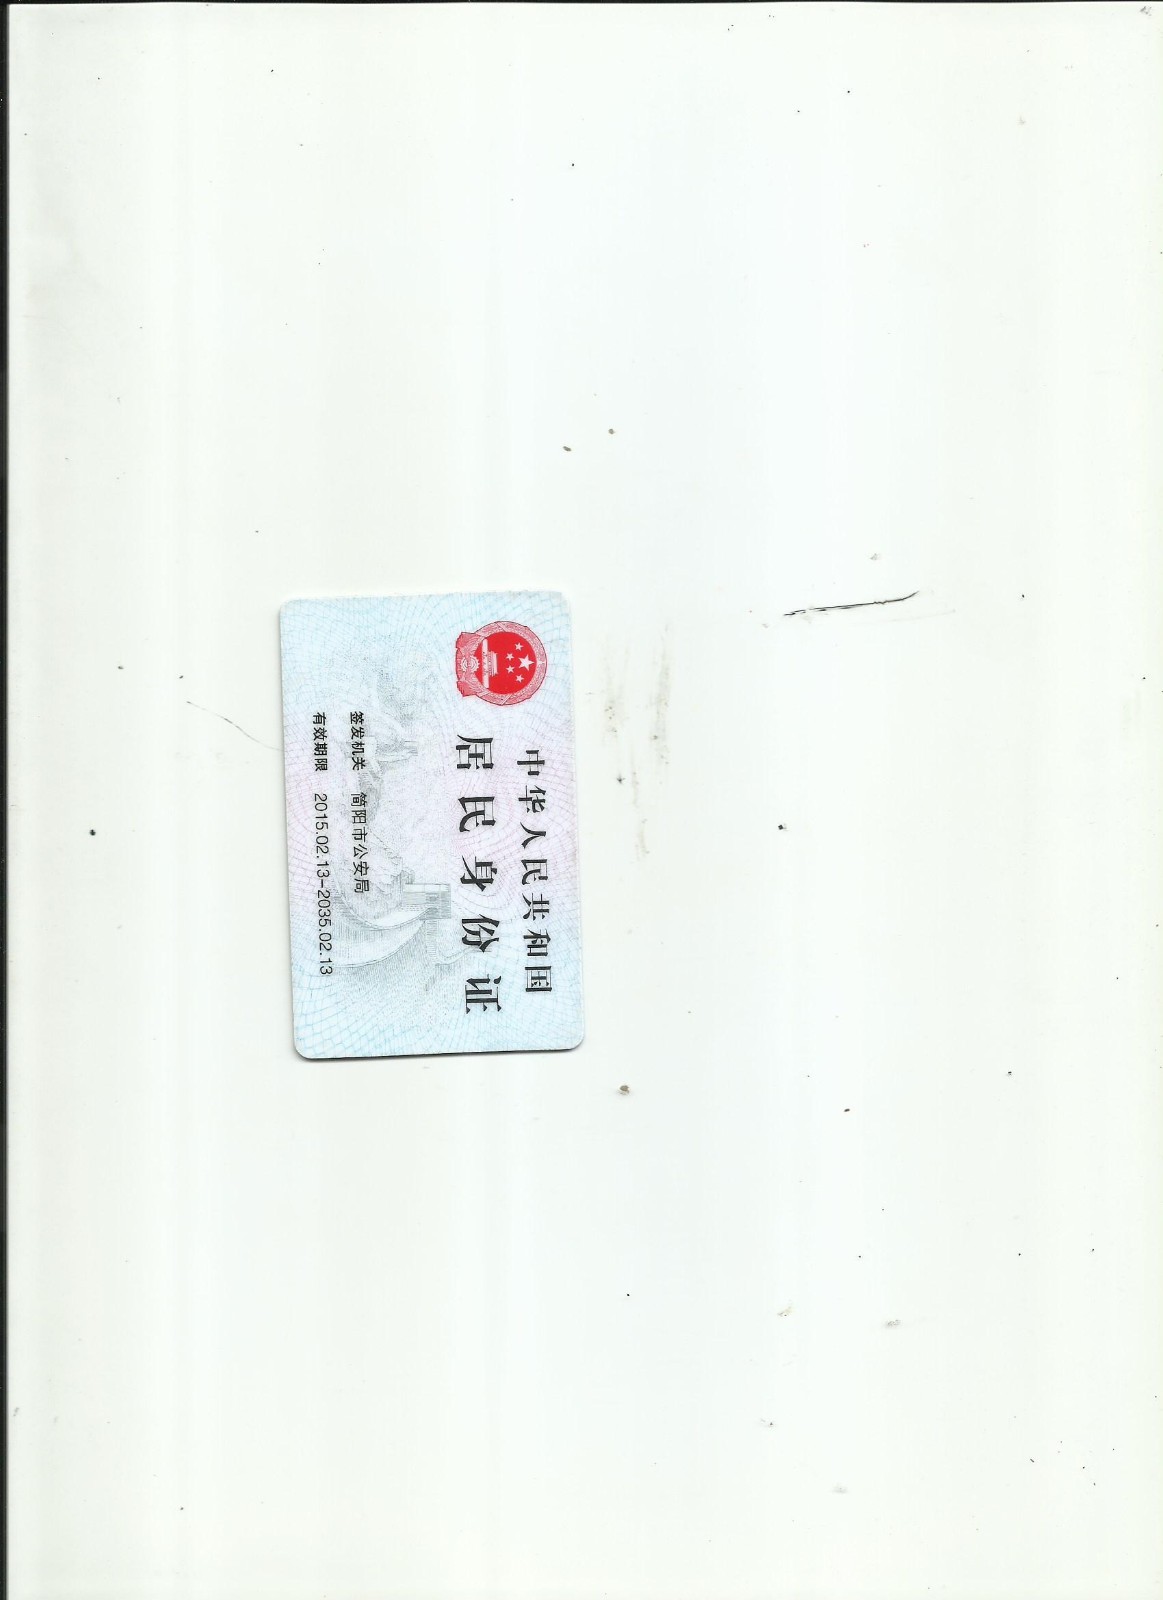 中华人民共和国
居民身份证
签发机关 简阳市公安局
有效期限 2015.02.13-2035.02.13